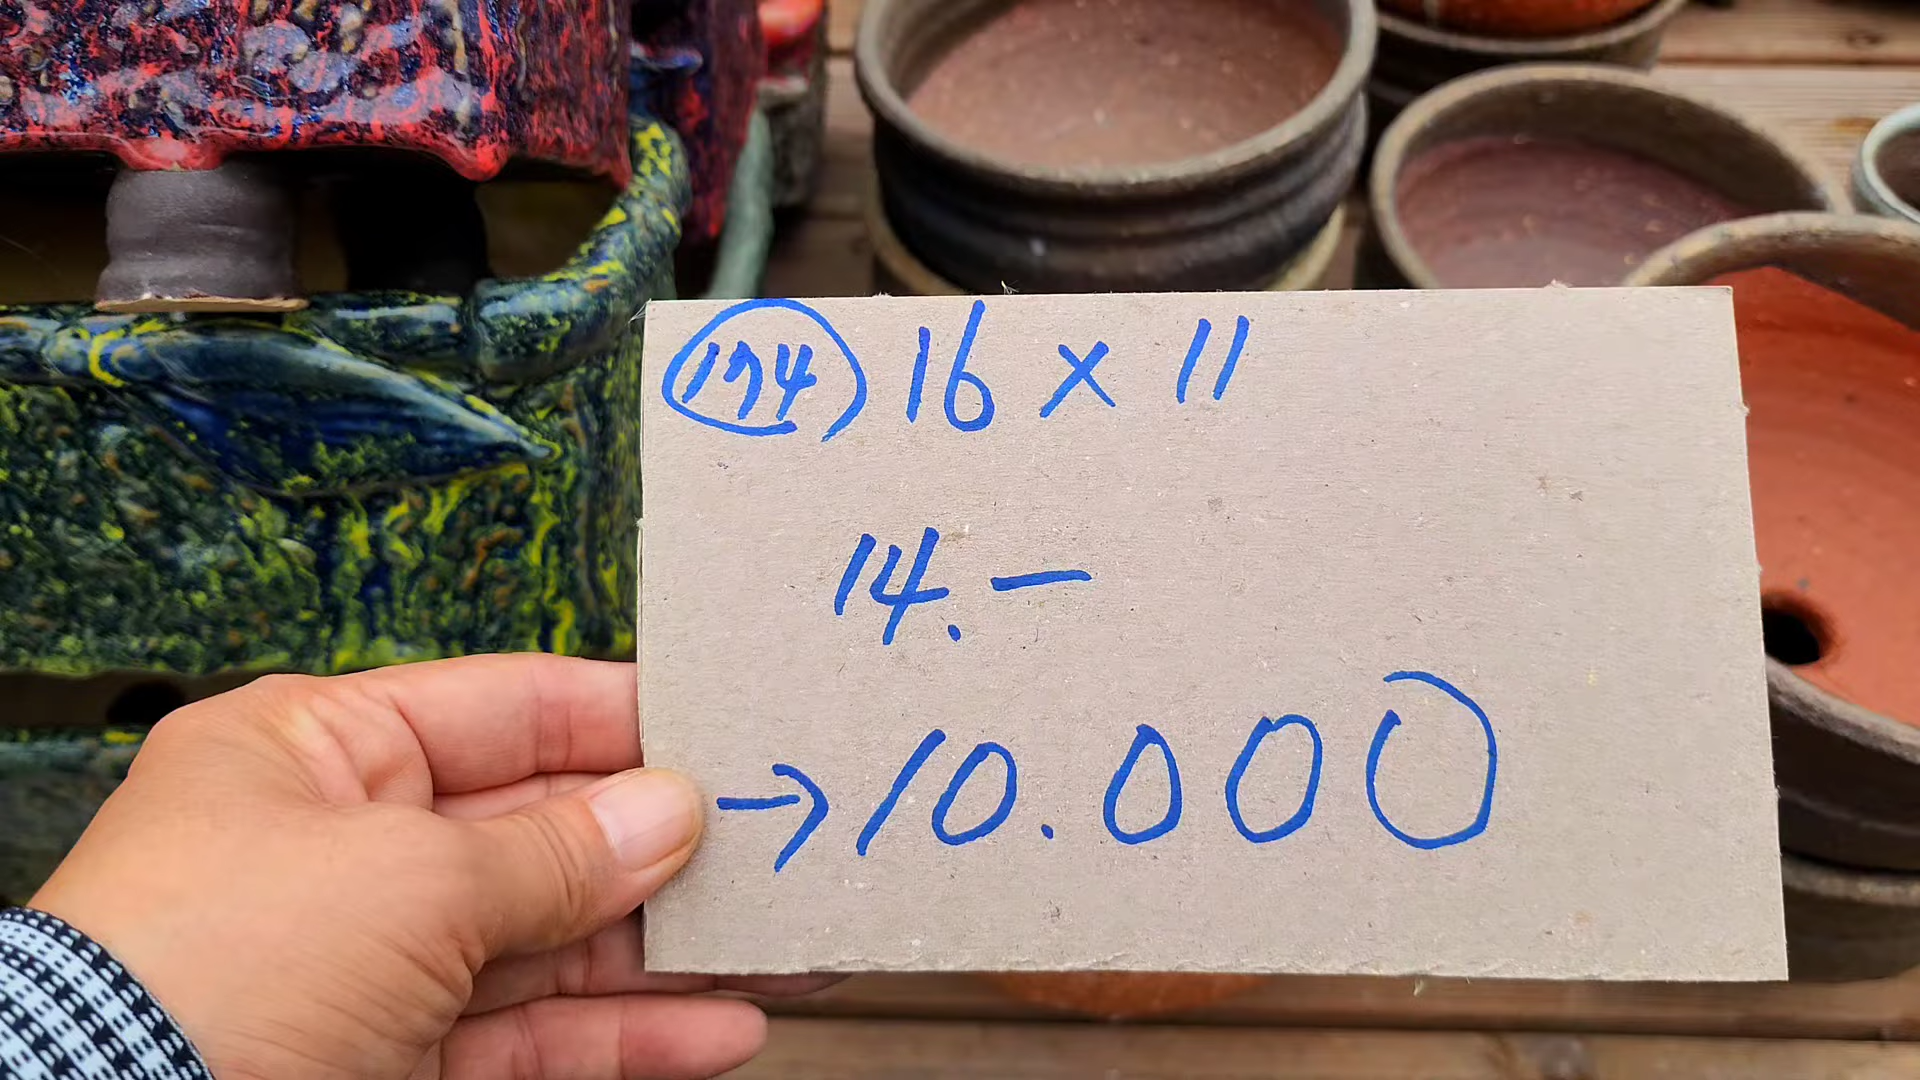 174 16 x 11
14.-
→ 10.000